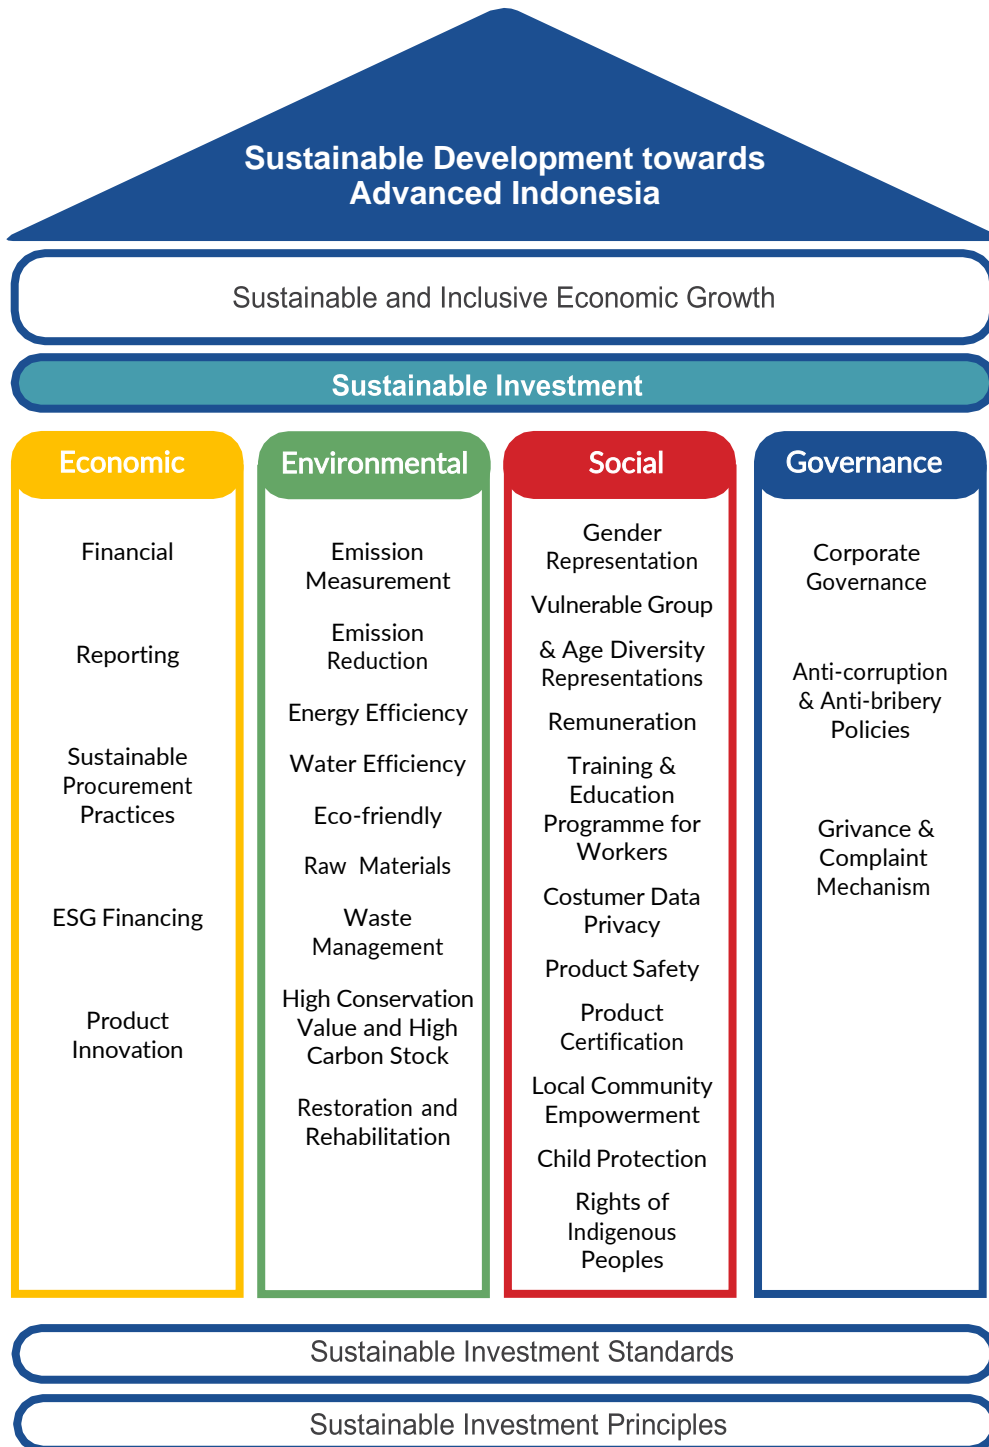 Sustainable Development towards
Advanced Indonesia
Sustainable and Inclusive Economic Growth
Sustainable Investment
Economic
Financial
Reporting
Sustainable
Procurement
Practices
ESG Financing
Product
Innovation
Environmental
Emission
Measurement
Emission
Reduction
Energy Efficiency
Water Efficiency
Eco-friendly
Raw Materials
Waste
Management
High Conservation
Value and High
Carbon Stock
Restoration and
Rehabilitation
Social
Gender
Representation
Vulnerable Group
& Age Diversity
Representations
Remuneration
Training &
Education
Programme for
Workers
Costumer Data
Privacy
Product Safety
Product
Certification
Local Community
Empowerment
Child Protection
Rights of
Indigenous
Peoples
Governance
Corporate
Governance
Anti-corruption
& Anti-bribery
Policies
Grivance &
Complaint
Mechanism
Sustainable Investment Standards
Sustainable Investment Principles